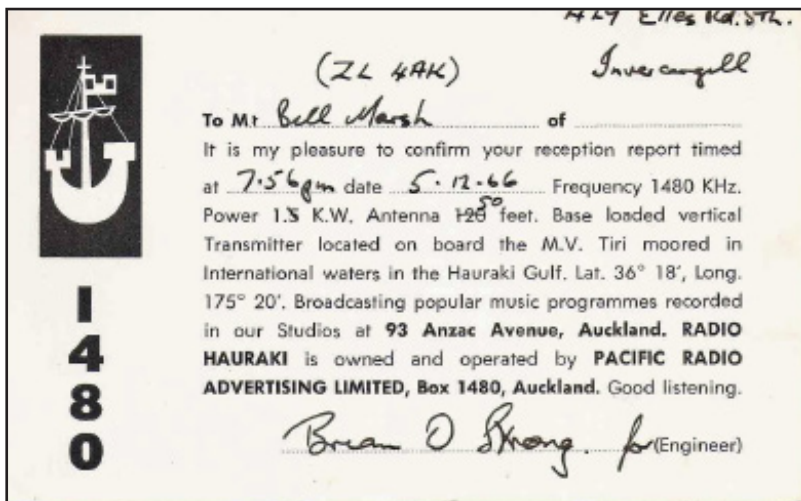 429 Elles Rd. Sth.
(ZL 4AK) Invercargill
To Mr Bill Marsh of
It is my pleasure to confirm your reception report timed
at 7.56pm date 5.12.66 Frequency 1480 KHz.
Power 1.5 K.W. Antenna 120 50 feet. Base loaded vertical
Transmitter located on board the M.V. Tiri moored in
International waters in the Hauraki Gulf. Lat. 36° 18', Long.
175° 20'. Broadcasting popular music programmes recorded
in our Studios at 93 Anzac Avenue, Auckland. RADIO
HAURAKI is owned and operated by PACIFIC RADIO
ADVERTISING LIMITED, Box 1480, Auckland. Good listening.
Brian O Strong. for (Engineer)
1
4
8
0